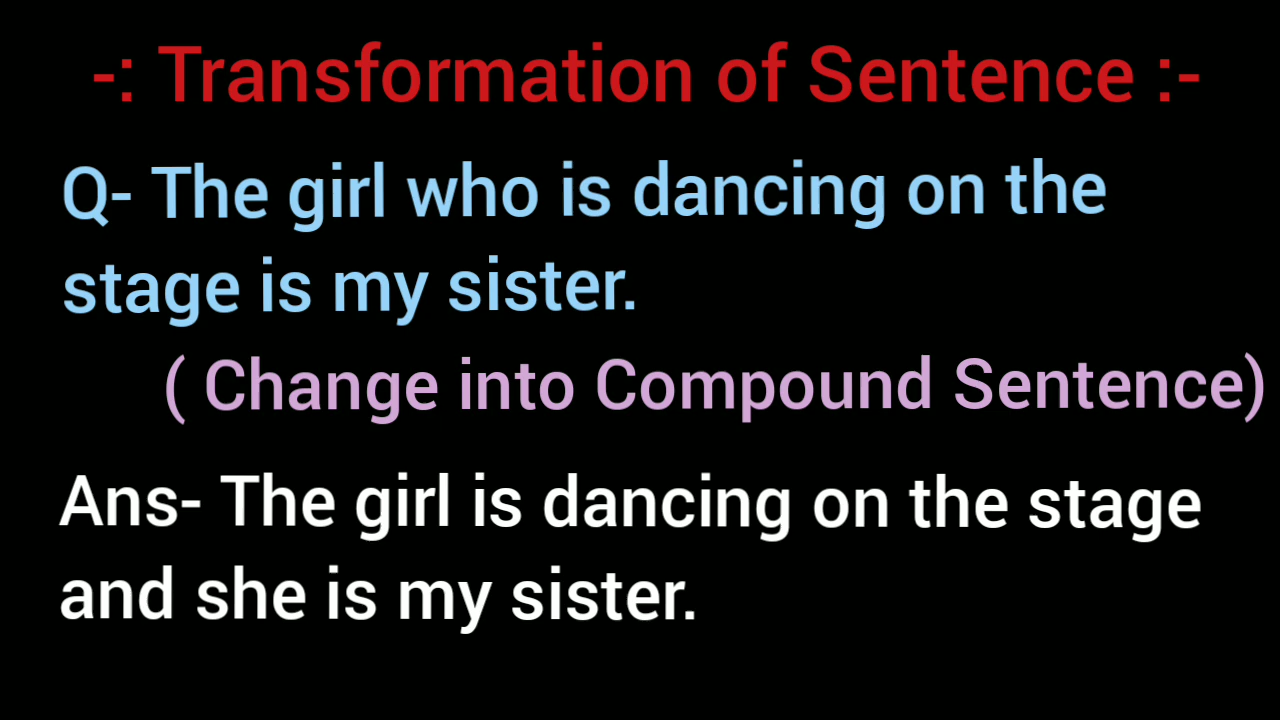 -: Transformation of Sentence :-
Q- The girl who is dancing on the
stage is my sister.
( Change into Compound Sentence)
Ans- The girl is dancing on the stage
and she is my sister.